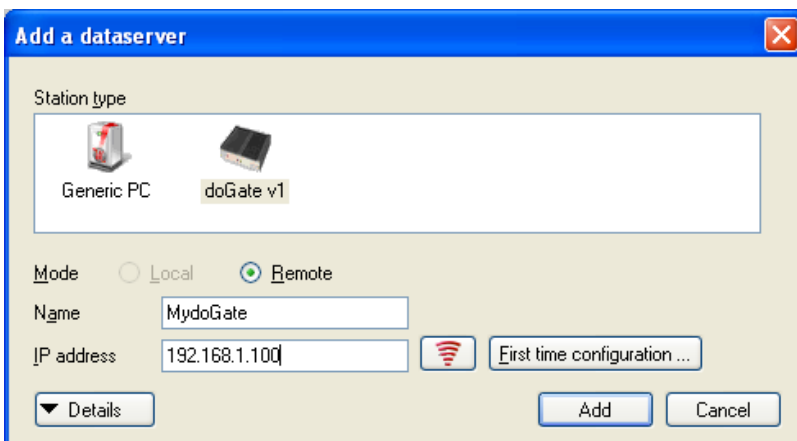 Add a dataserver
Station type
Generic PC doGate v1
Mode Local Remote
Name MydoGate
IP address 192.168.1.100 First time configuration ...
Details Add Cancel